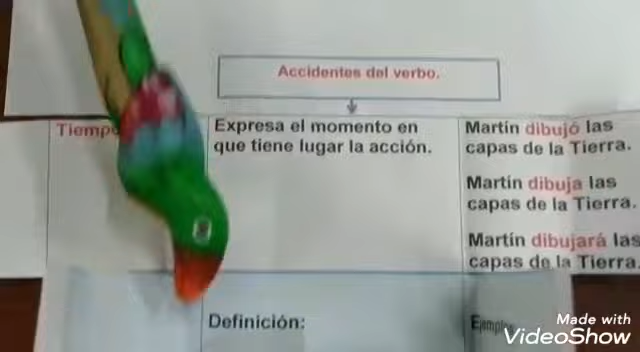 Accidentes del verbo.
Tiempo
Expresa el momento en
que tiene lugar la acción.
Martín dibujó las
capas de la Tierra.
Martín dibuja las
capas de la Tierra.
Martín dibujará las
capas de la Tierra.
Definición:
Made with
VideoShow